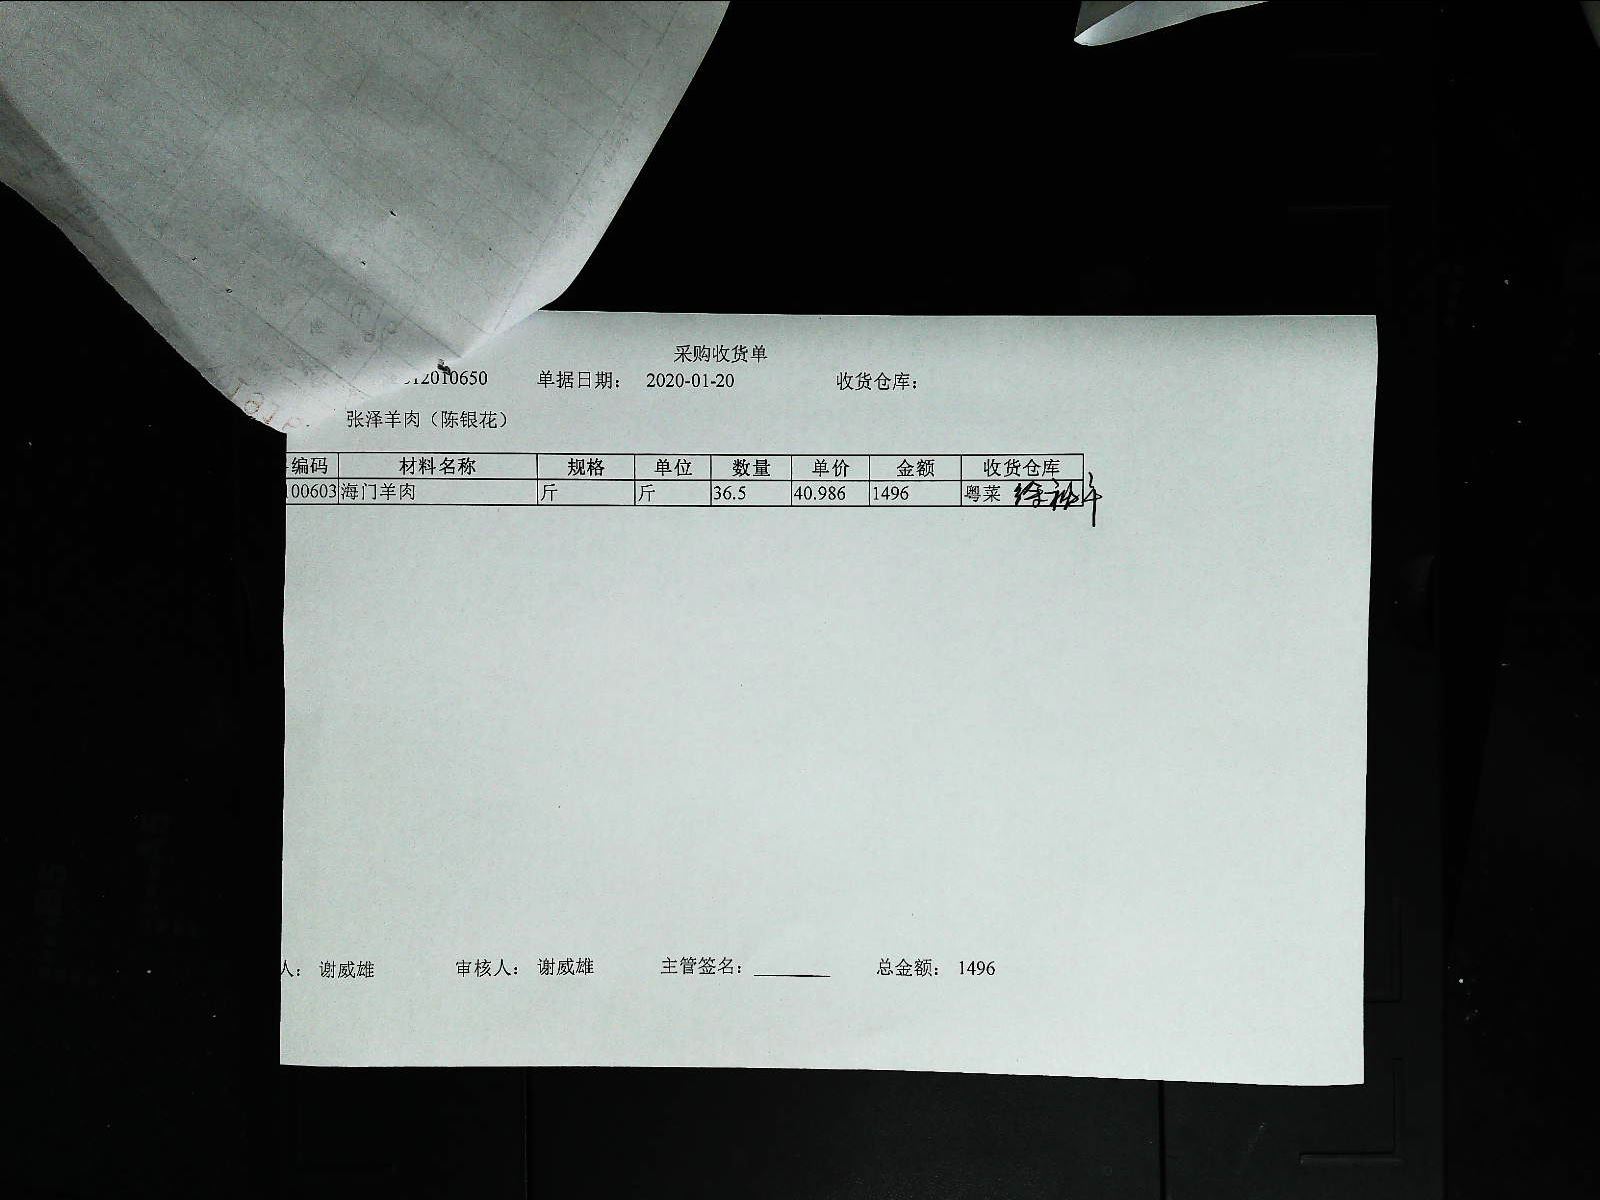 采购收货单
12010650 单据日期： 2020-01-20 收货仓库：
张泽羊肉（陈银花）
编码 材料名称 规格 单位 数量 单价 金额 收货仓库
100603 海门羊肉 斤 斤 36.5 40.986 1496 粤菜
人： 谢威雄 审核人： 谢威雄 主管签名： 总金额： 1496